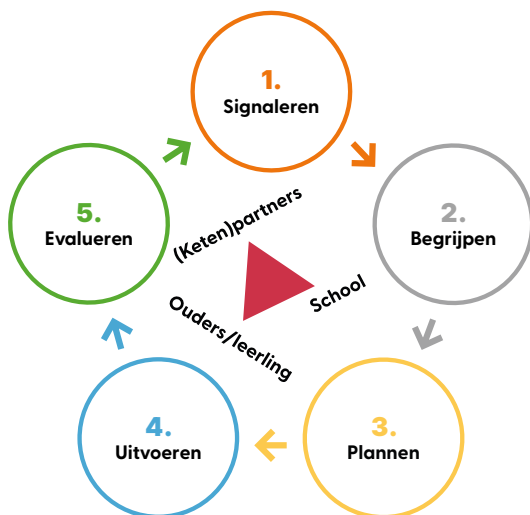 1.
Signaleren
2.
Begrijpen
3.
Plannen
4.
Uitvoeren
5.
Evalueren
(Keten)partners
School
Ouders/leerling